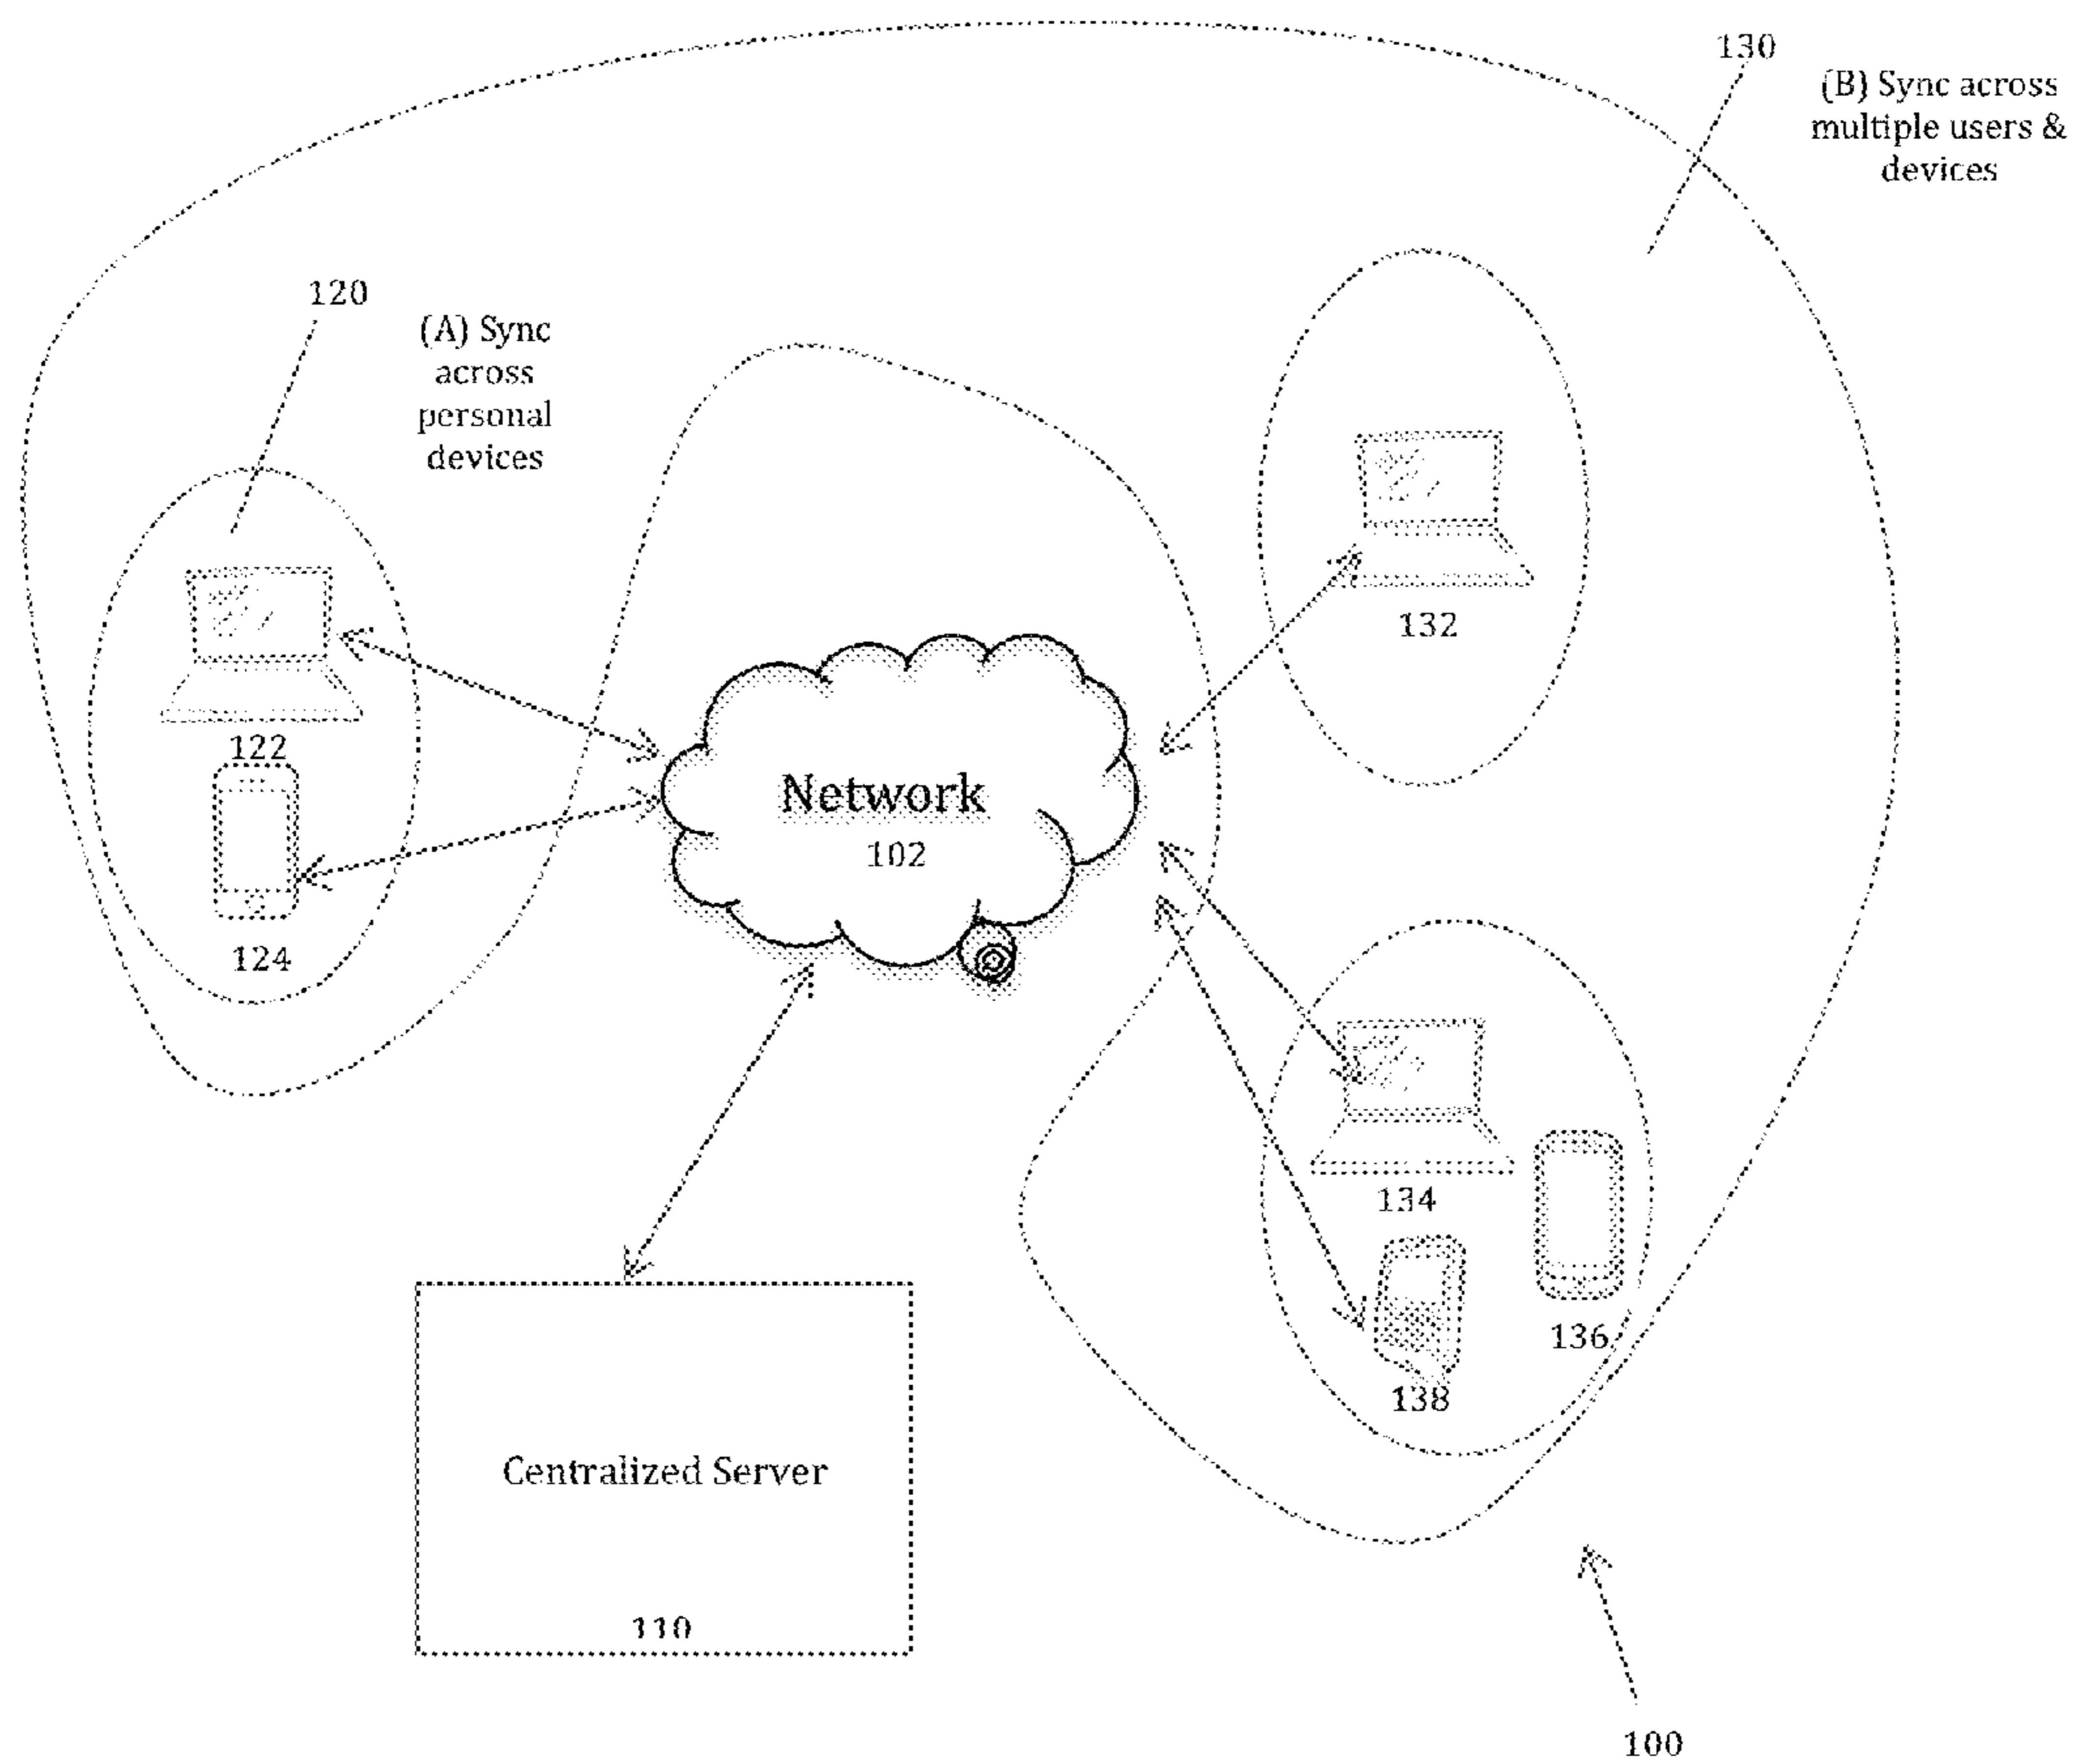 130
(B) Sync across
multiple users &
devices
120
(A) Sync
across
personal
devices
132
122
Network
102
124
134
136
138
Centralized Server
110
100